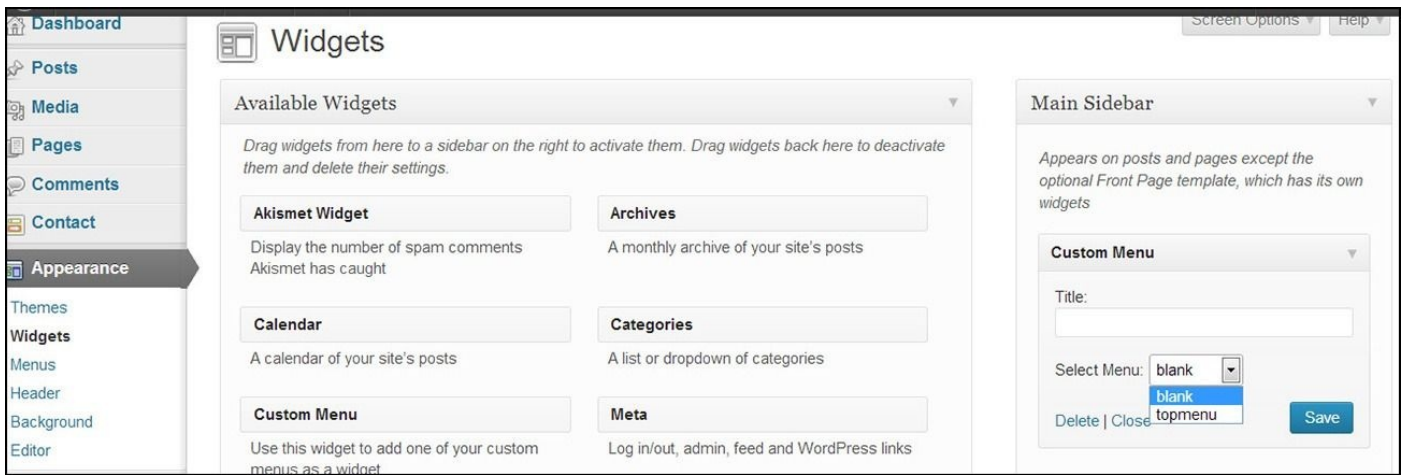 Dashboard
Posts
Media
Pages
Comments
Contact
Appearance
Themes
Widgets
Menus
Header
Background
Editor
Screen Options
Help
Widgets
Available Widgets
Drag widgets from here to a sidebar on the right to activate them. Drag widgets back here to deactivate
them and delete their settings.
Akismet Widget
Display the number of spam comments
Akismet has caught
Archives
A monthly archive of your site's posts
Calendar
A calendar of your site's posts
Categories
A list or dropdown of categories
Custom Menu
Use this widget to add one of your custom
menus as a widget
Meta
Log in/out, admin, feed and WordPress links
Main Sidebar
Appears on posts and pages except the
optional Front Page template, which has its own
widgets
Custom Menu
Title:
Select Menu: blank
blank
topmenu
Delete | Close
Save